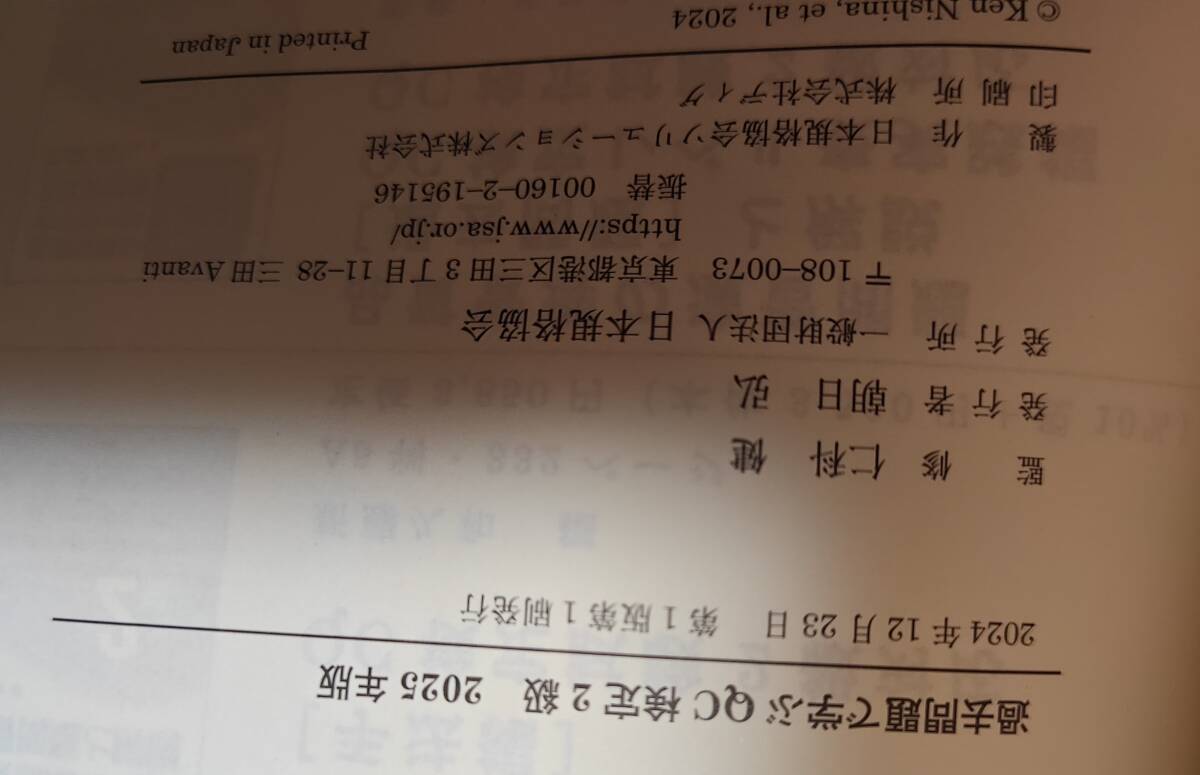 過去問題で学ぶ QC 検定 2 級　2025 年版
2024 年 12 月 23 日　第 1 版第 1 刷発行
監　修　仁科　健
発 行 者　朝日　弘
発 行 所　一般財団法人 日本規格協会
〒 108–0073　東京都港区三田 3 丁目 11–28 三田 Avanti
https://www.jsa.or.jp/
振替　00160–2–195146
製　作　日本規格協会ソリューションズ株式会社
印 刷 所　株式会社ディグ
© Ken Nishina, et al., 2024
Printed in Japan